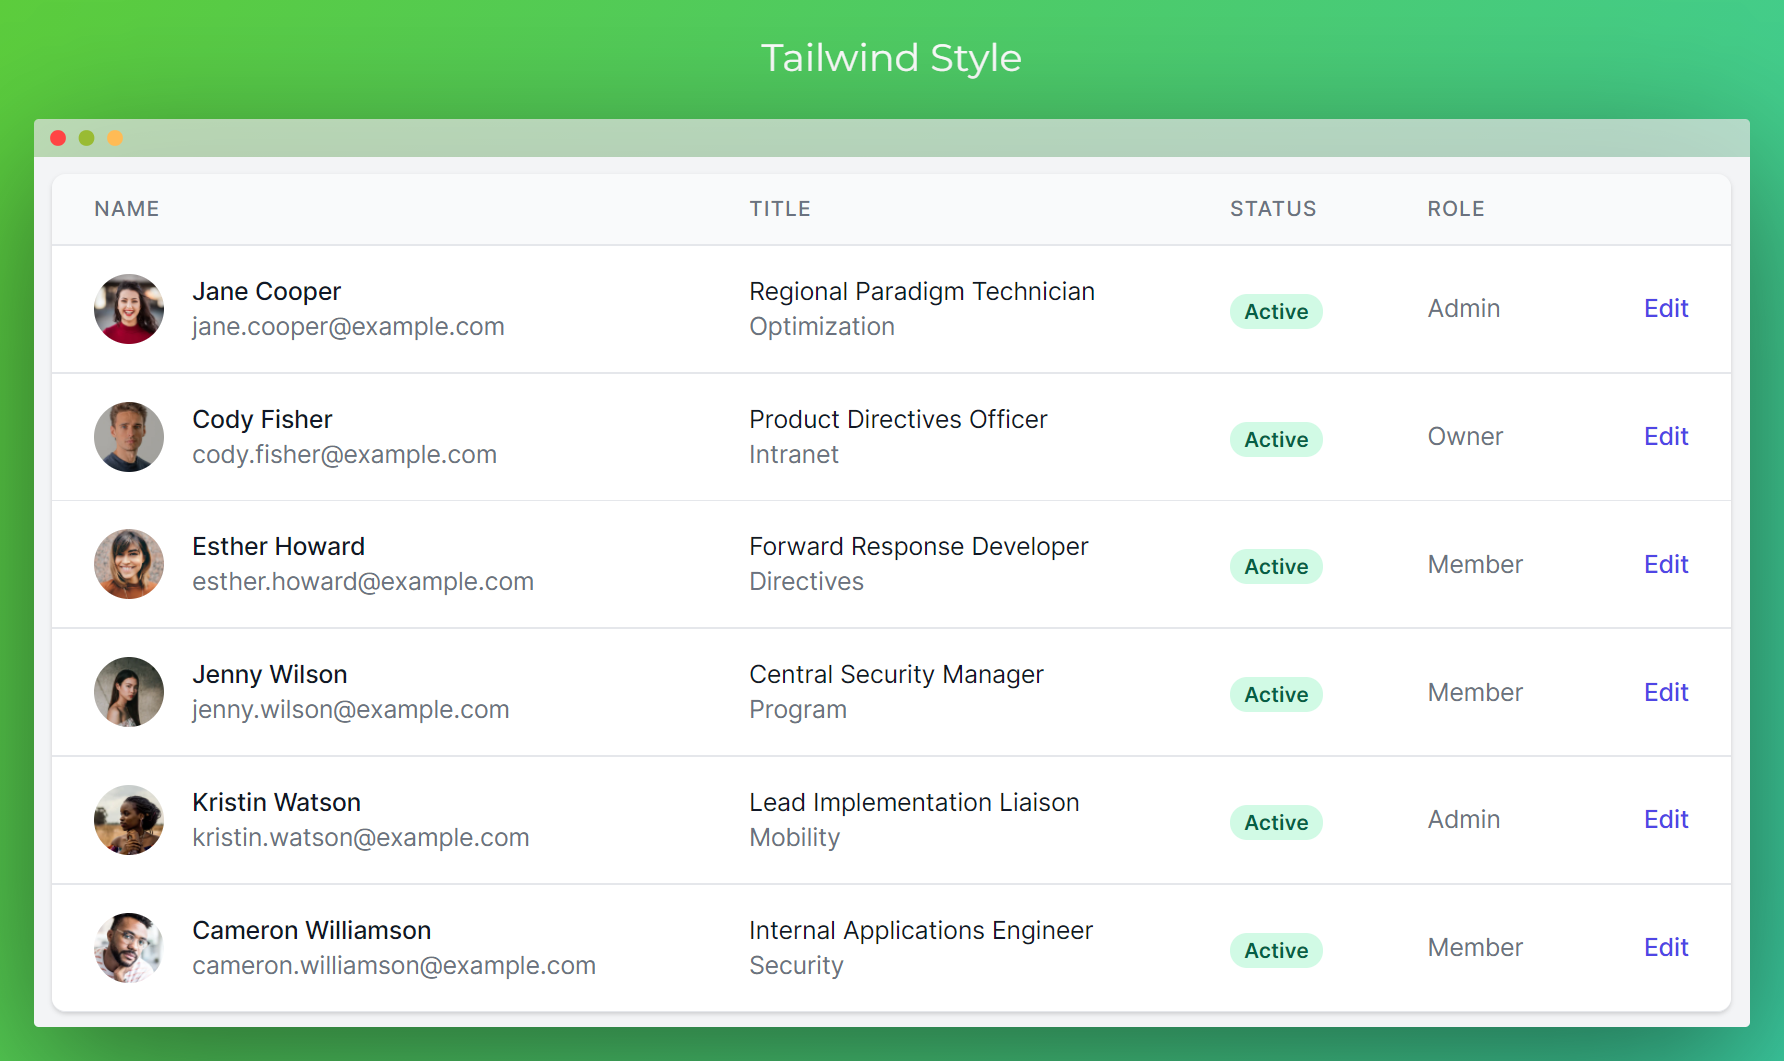 Tailwind Style
NAME TITLE STATUS ROLE
Jane Cooper Regional Paradigm Technician
jane.cooper@example.com Optimization Active Admin Edit
Cody Fisher Product Directives Officer
cody.fisher@example.com Intranet Active Owner Edit
Esther Howard Forward Response Developer
esther.howard@example.com Directives Active Member Edit
Jenny Wilson Central Security Manager
jenny.wilson@example.com Program Active Member Edit
Kristin Watson Lead Implementation Liaison
kristin.watson@example.com Mobility Active Admin Edit
Cameron Williamson Internal Applications Engineer
cameron.williamson@example.com Security Active Member Edit